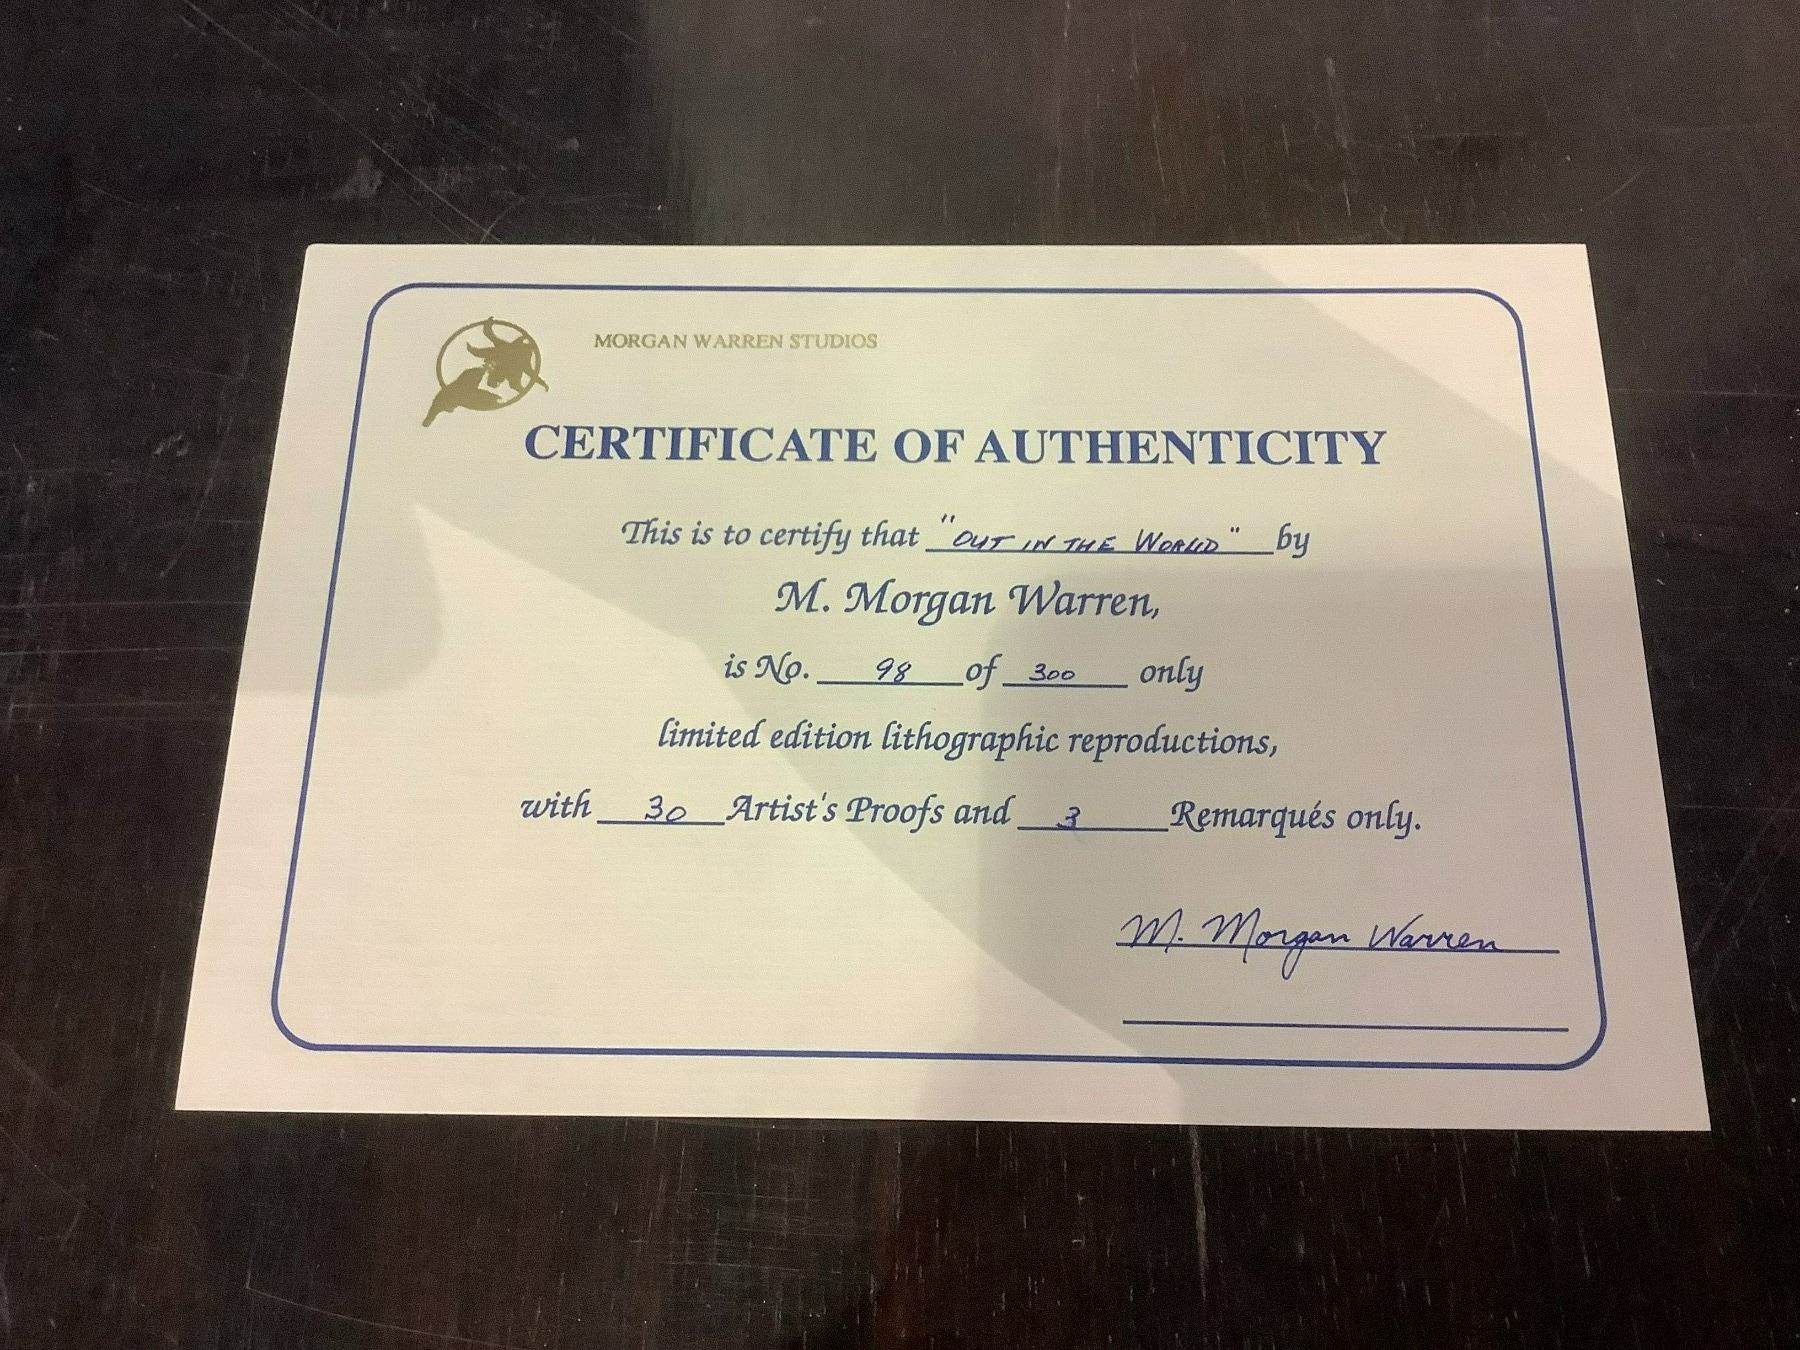 MORGAN WARREN STUDIOS
CERTIFICATE OF AUTHENTICITY
This is to certify that "OUT IN THE WORLD" by
M. Morgan Warren,
is No. 98 of 300 only
limited edition lithographic reproductions,
with 30 Artist's Proofs and 3 Remarqués only.
M. Morgan Warren